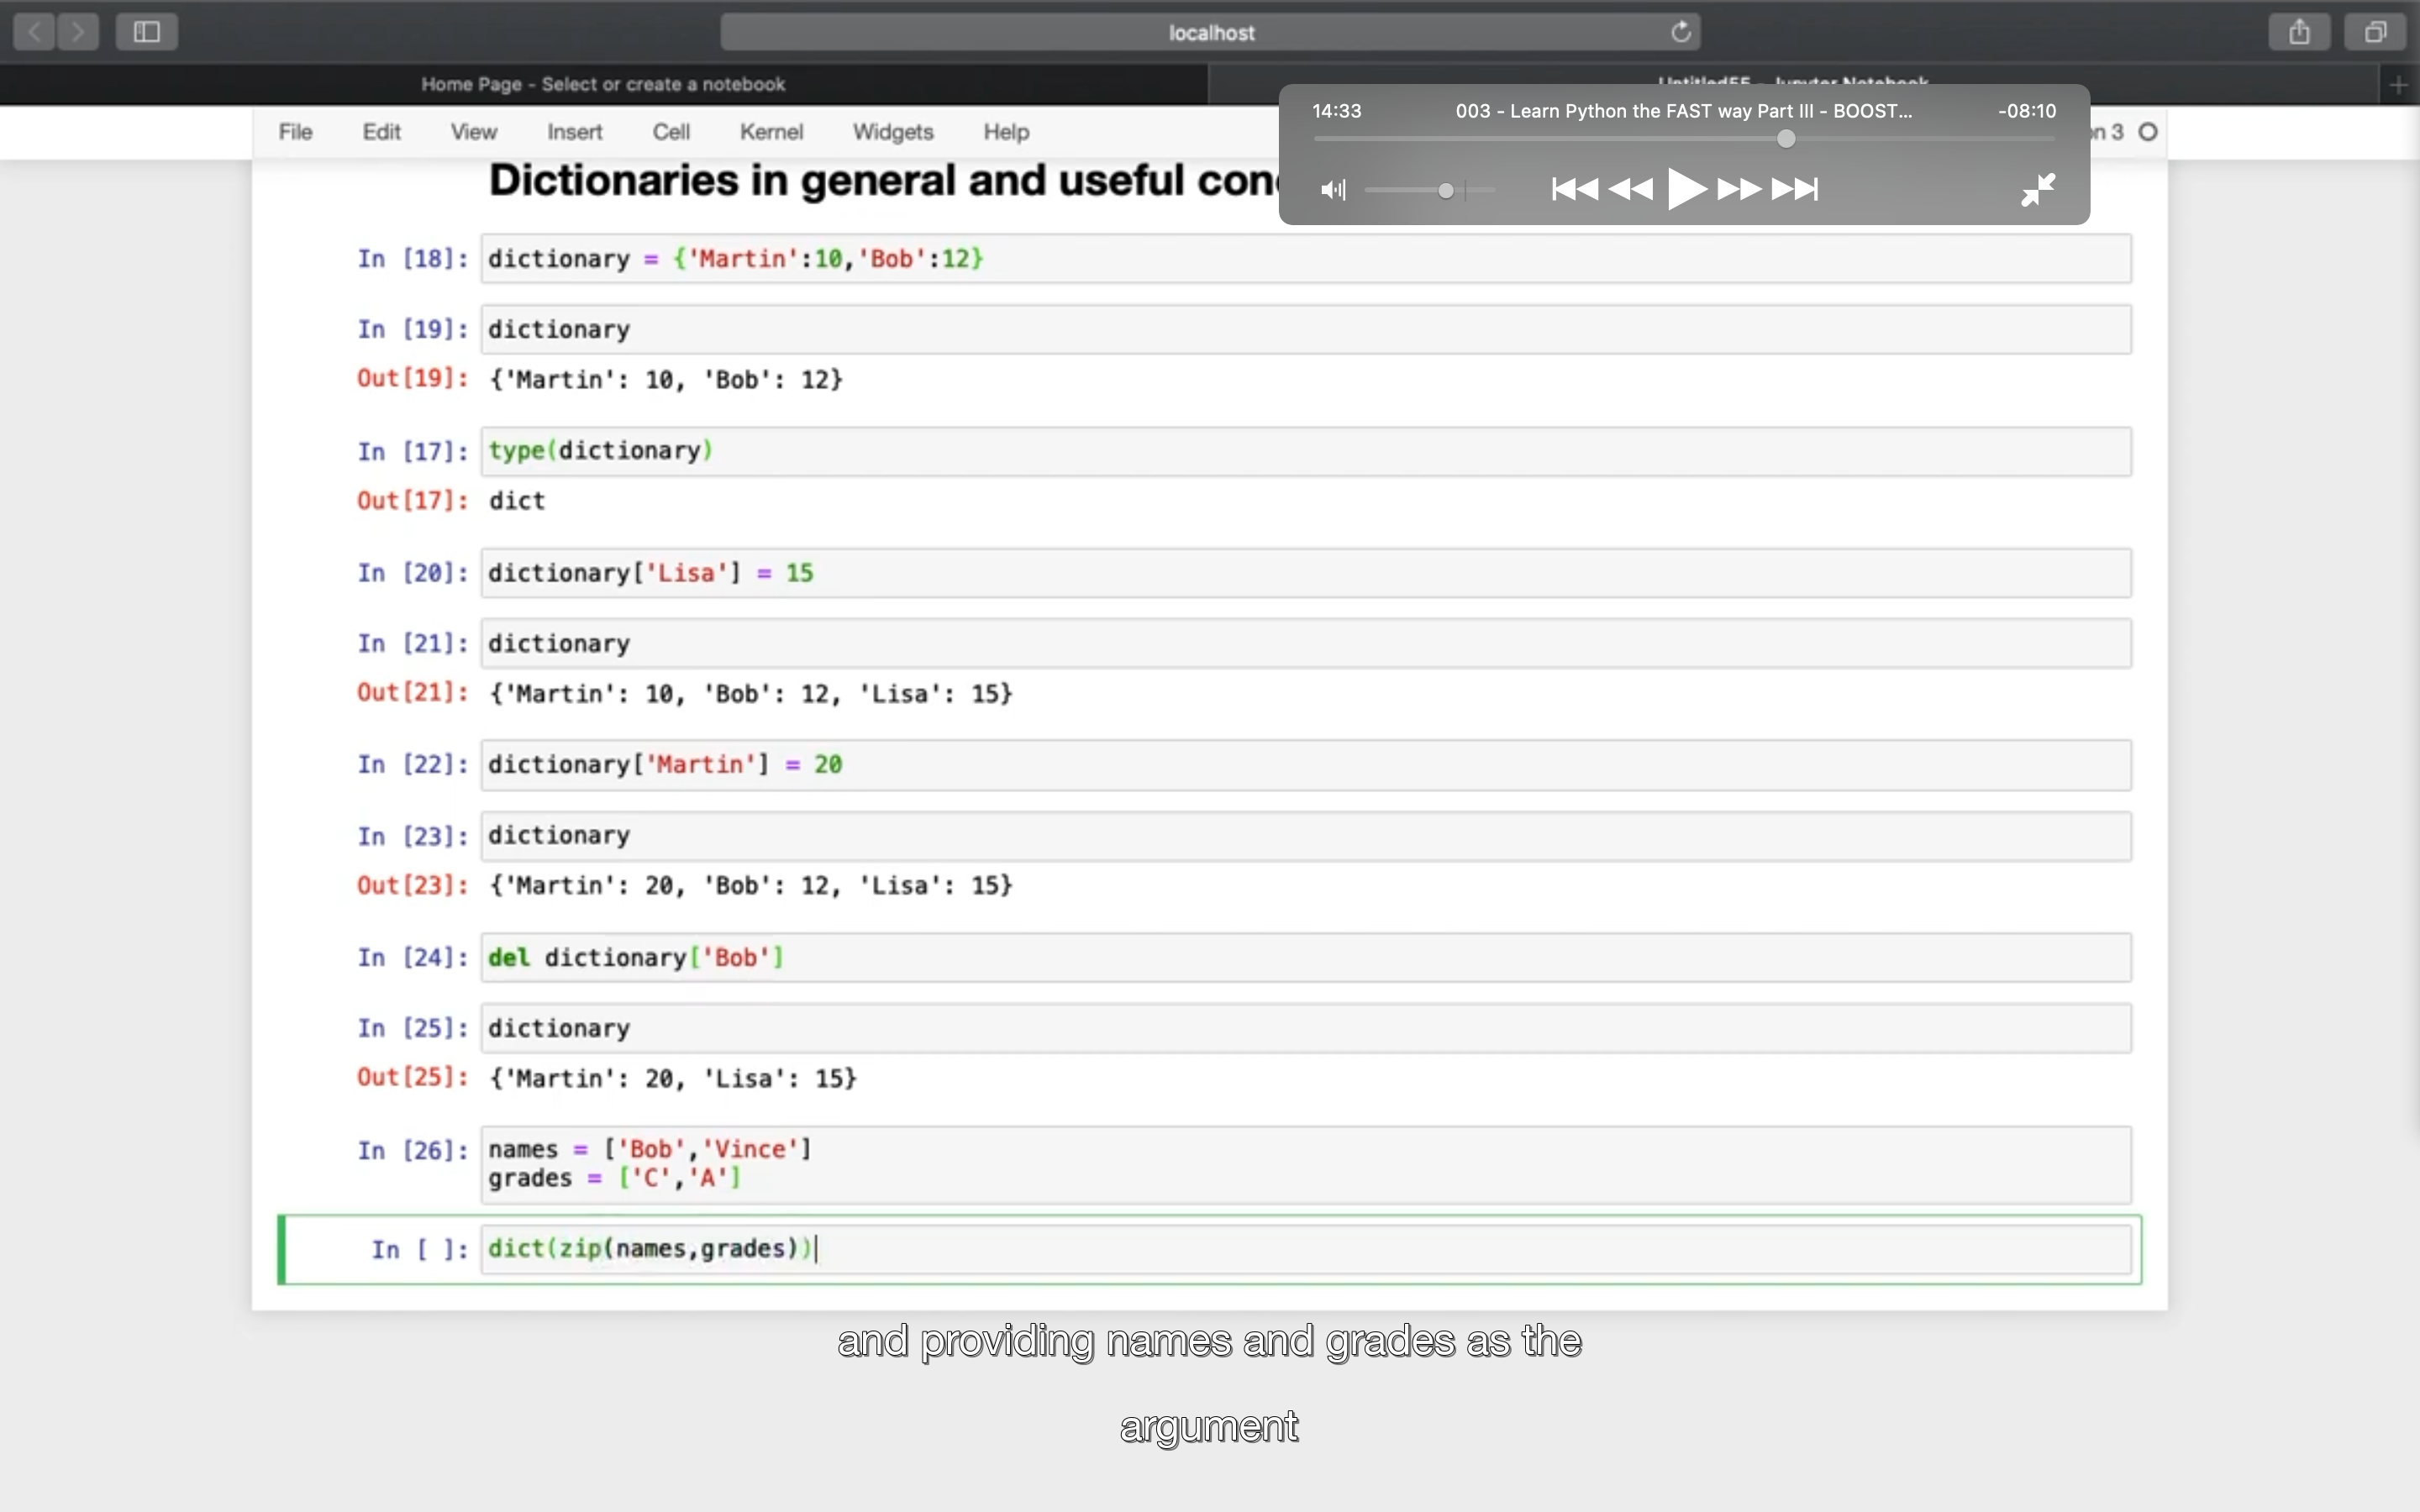 localhost
Home Page - Select or create a notebook
14:33 003 - Learn Python the FAST way Part III - BOOST... -08:10
File Edit View Insert Cell Kernel Widgets Help
Dictionaries in general and useful
In [18]: dictionary = {'Martin':10,'Bob':12}
In [19]: dictionary
Out[19]: {'Martin': 10, 'Bob': 12}
In [17]: type(dictionary)
Out[17]: dict
In [20]: dictionary['Lisa'] = 15
In [21]: dictionary
Out[21]: {'Martin': 10, 'Bob': 12, 'Lisa': 15}
In [22]: dictionary['Martin'] = 20
In [23]: dictionary
Out[23]: {'Martin': 20, 'Bob': 12, 'Lisa': 15}
In [24]: del dictionary['Bob']
In [25]: dictionary
Out[25]: {'Martin': 20, 'Lisa': 15}
In [26]: names = ['Bob','Vince']
grades = ['C','A']
In [ ]: dict(zip(names,grades))
and providing names and grades as the
argument